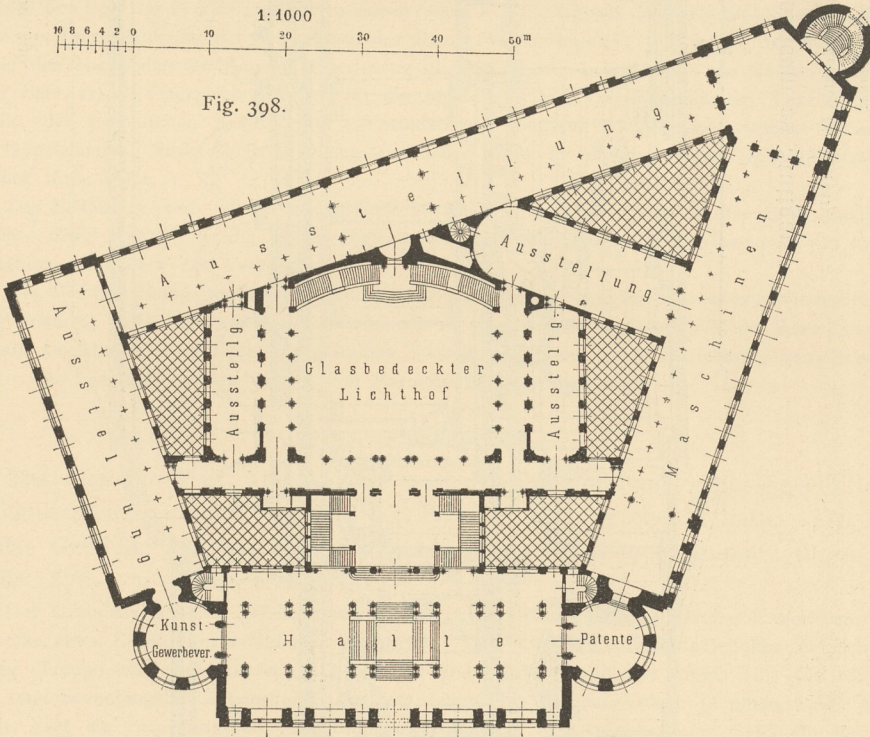 1:1000
10 8 6 4 2 0 10 20 30 40 50 m
Fig. 398.
Ausstellung
Ausstellung
Ausstellung
Maschinen
Ausstellg.
Glasbedeckter
Lichthof
Ausstellg.
Kunst-
Gewerbever.
Halle
Patente